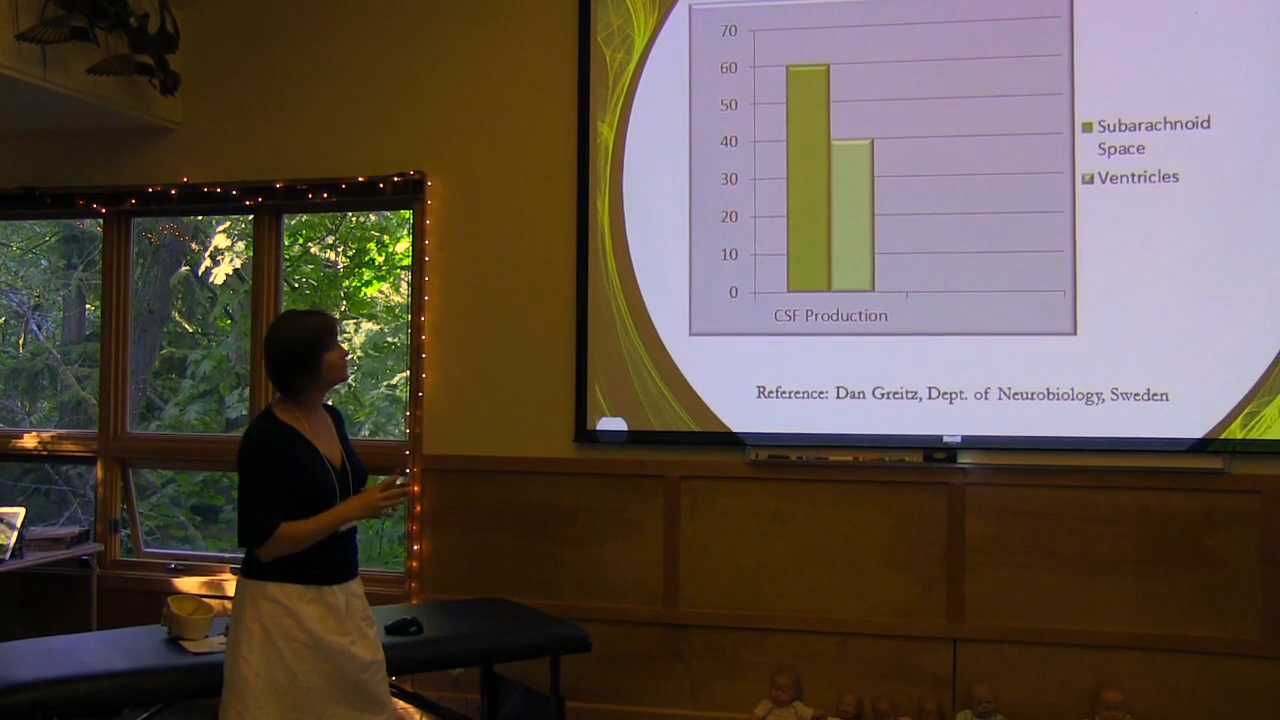 70
60
50
40
30
20
10
0
CSF Production
Subarachnoid
Space
Ventricles
Reference: Dan Greitz, Dept. of Neurobiology, Sweden